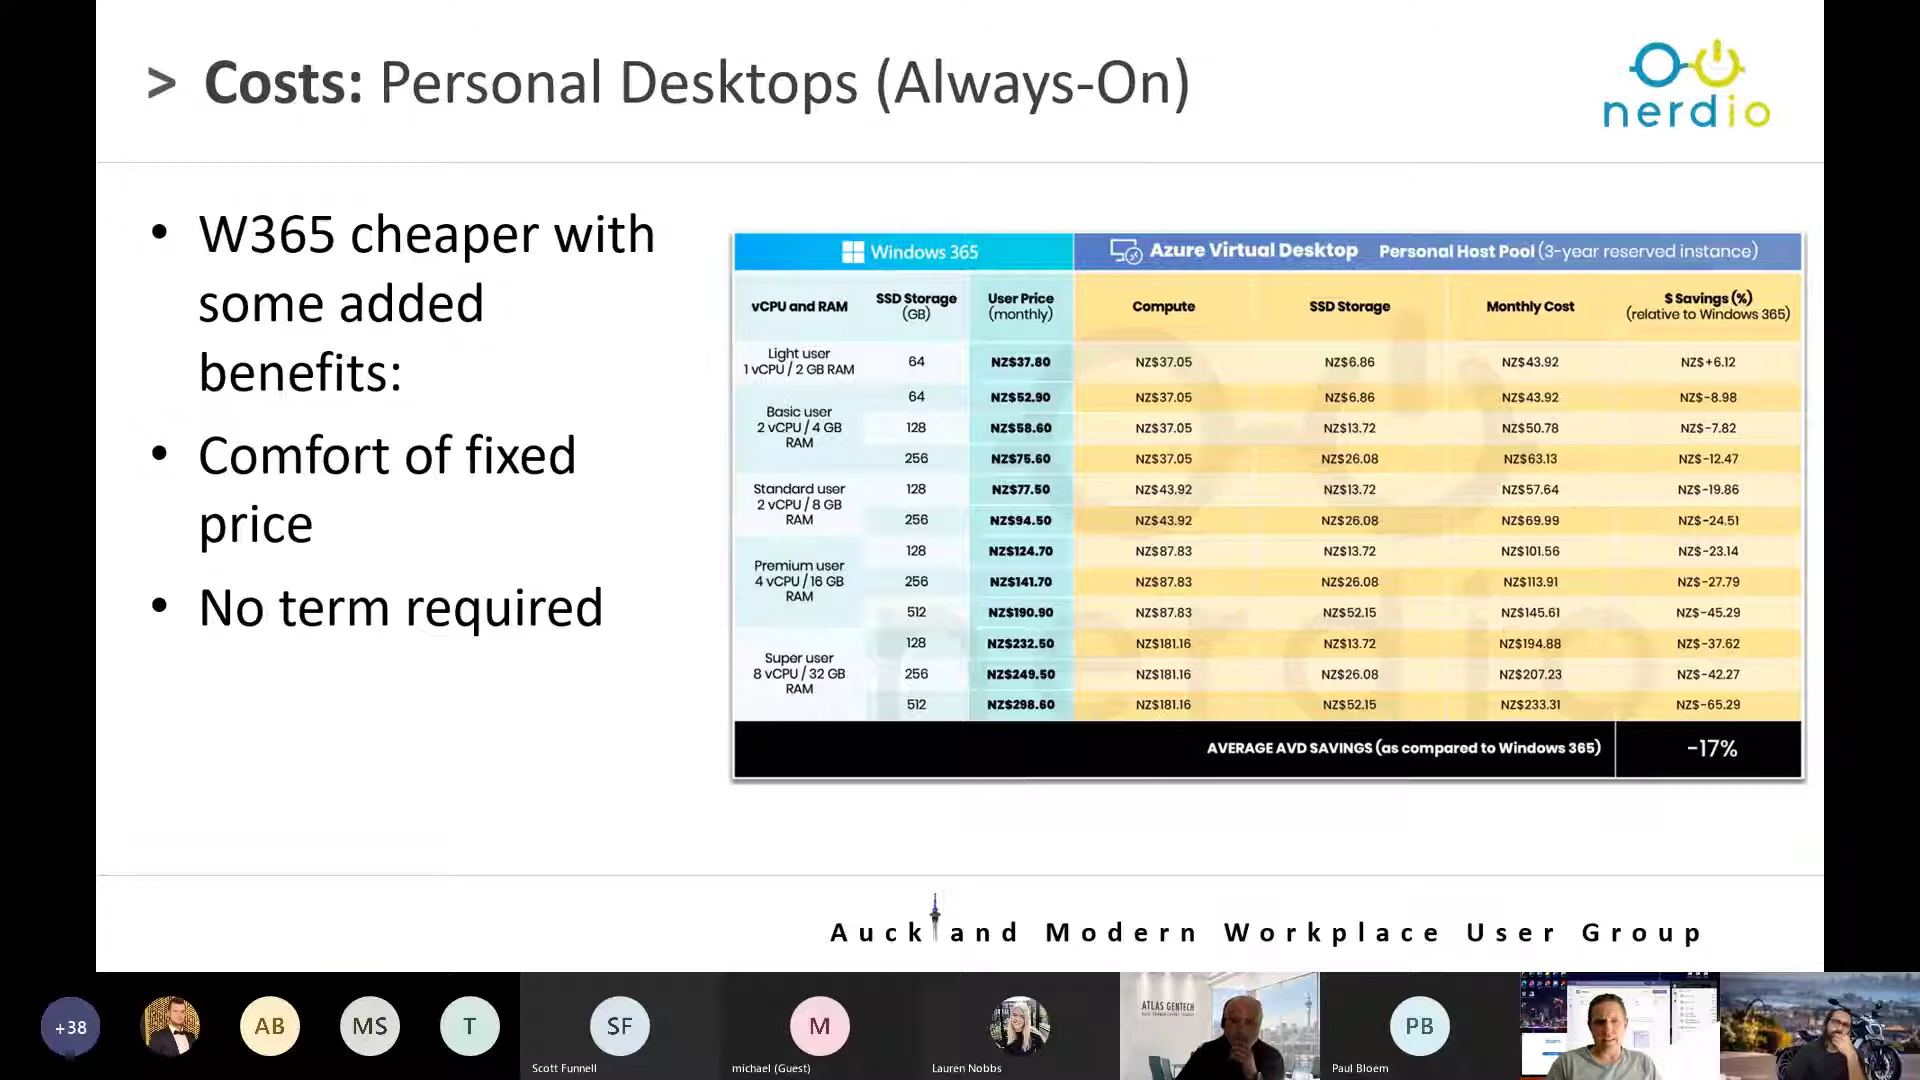 > Costs: Personal Desktops (Always-On)
nerdio
• W365 cheaper with
some added
benefits:
• Comfort of fixed
price
• No term required
Windows 365
Azure Virtual Desktop Personal Host Pool (3-year reserved instance)
vCPU and RAM SSD Storage (GB) User Price (monthly) Compute SSD Storage Monthly Cost $ Savings (%) (relative to Windows 365)
Light user 1 vCPU / 2 GB RAM 64 NZ$37.80 NZ$37.05 NZ$6.86 NZ$43.92 NZ$+6.12
Basic user 2 vCPU / 4 GB RAM 64 NZ$52.90 NZ$37.05 NZ$6.86 NZ$43.92 NZ$-8.98
128 NZ$58.60 NZ$37.05 NZ$13.72 NZ$50.78 NZ$-7.82
256 NZ$75.60 NZ$37.05 NZ$26.08 NZ$63.13 NZ$-12.47
Standard user 2 vCPU / 8 GB RAM 128 NZ$77.50 NZ$43.92 NZ$13.72 NZ$57.64 NZ$-19.86
256 NZ$94.50 NZ$43.92 NZ$26.08 NZ$69.99 NZ$-24.51
Premium user 4 vCPU / 16 GB RAM 128 NZ$124.70 NZ$87.83 NZ$13.72 NZ$101.56 NZ$-23.14
256 NZ$141.70 NZ$87.83 NZ$26.08 NZ$113.91 NZ$-27.79
512 NZ$190.90 NZ$87.83 NZ$52.15 NZ$145.61 NZ$-45.29
Super user 8 vCPU / 32 GB RAM 128 NZ$232.50 NZ$181.16 NZ$13.72 NZ$194.88 NZ$-37.62
256 NZ$249.50 NZ$181.16 NZ$26.08 NZ$207.23 NZ$-42.27
512 NZ$298.60 NZ$181.16 NZ$52.15 NZ$233.31 NZ$-65.29
AVERAGE AVD SAVINGS (as compared to Windows 365) -17%
Auckland Modern Workplace User Group
+38 AB MS T SF M PB
ATLAS GENTECH
Scott Funnell michael (Guest) Lauren Nobbs Paul Bloem